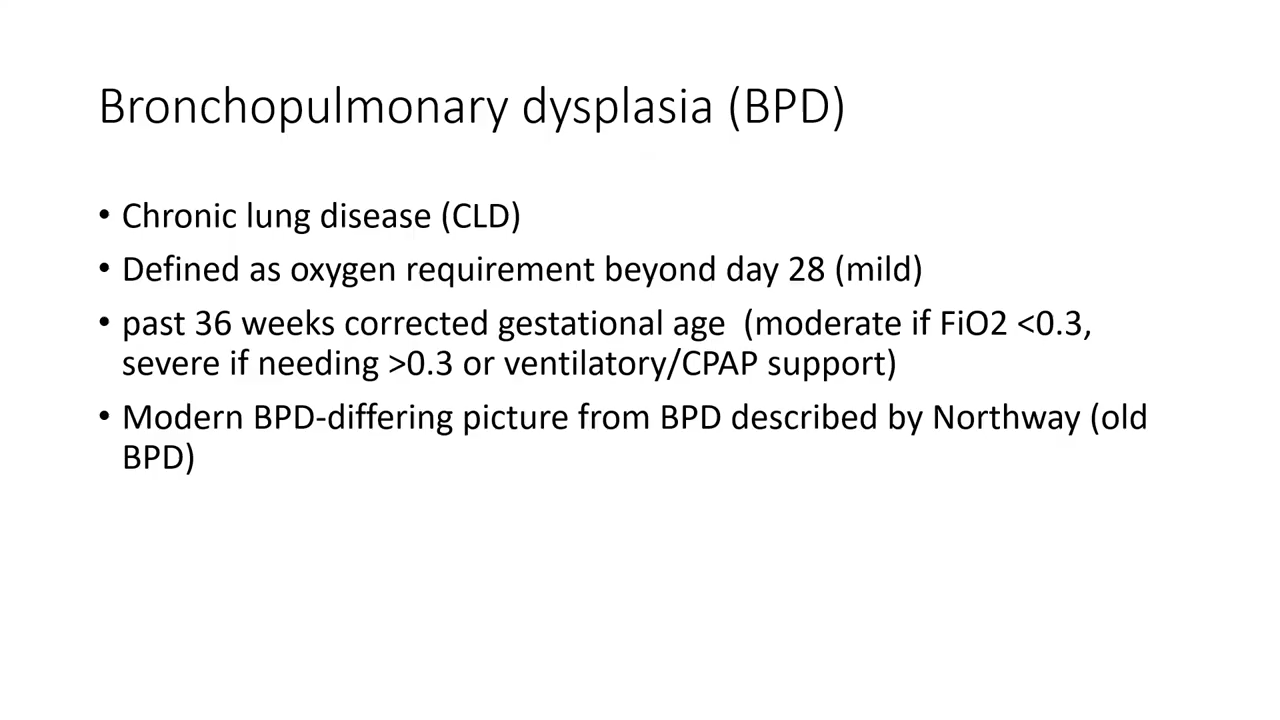 Bronchopulmonary dysplasia (BPD)
• Chronic lung disease (CLD)
• Defined as oxygen requirement beyond day 28 (mild)
• past 36 weeks corrected gestational age  (moderate if FiO2 <0.3,
severe if needing >0.3 or ventilatory/CPAP support)
• Modern BPD-differing picture from BPD described by Northway (old
BPD)